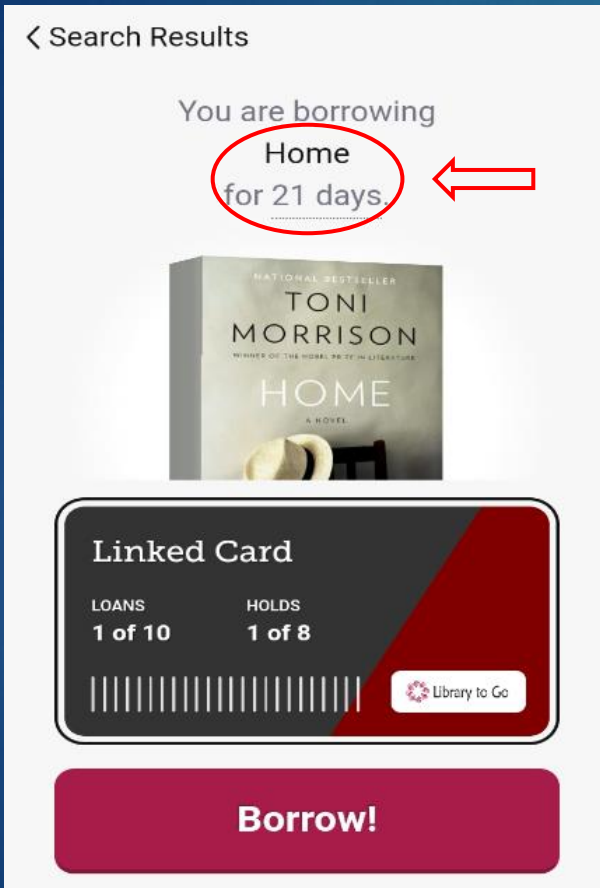 < Search Results
You are borrowing
Home
for 21 days.
NATIONAL BESTSELLER
TONI
MORRISON
WINNER OF THE NOBEL PRIZE IN LITERATURE
HOME
A NOVEL
Linked Card
LOANS HOLDS
1 of 10 1 of 8
Library to Go
Borrow!